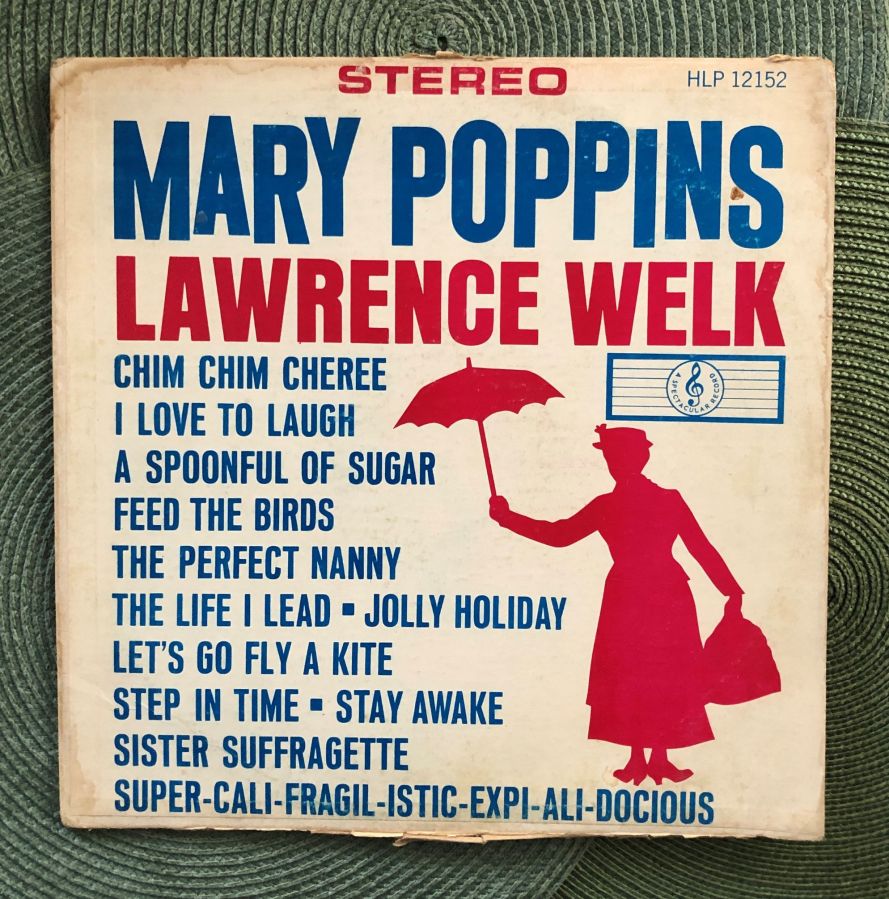 STEREO
HLP 12152
MARY POPPINS
LAWRENCE WELK
CHIM CHIM CHEREE
A SPECTACULAR RECORD
I LOVE TO LAUGH
A SPOONFUL OF SUGAR
FEED THE BIRDS
THE PERFECT NANNY
THE LIFE I LEAD ▪ JOLLY HOLIDAY
LET'S GO FLY A KITE
STEP IN TIME ▪ STAY AWAKE
SISTER SUFFRAGETTE
SUPER-CALI-FRAGIL-ISTIC-EXPI-ALI-DOCIOUS